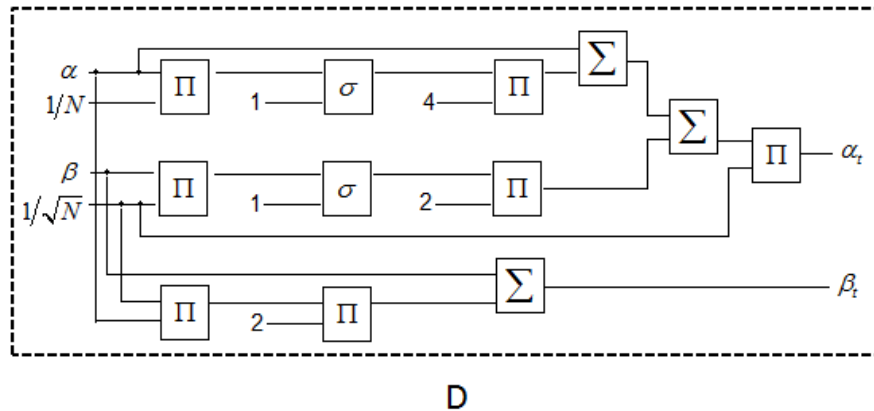 Σ
α Π σ Π
1/N 1 4
Σ
Π α_t
β Π σ Π
1/√N 1 2
Σ β_t
Π Π
2
D